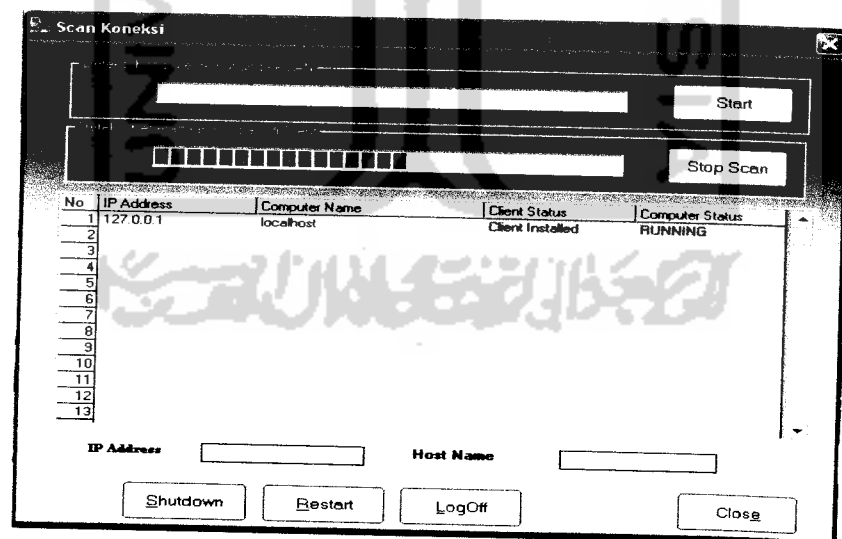 Scan Koneksi
Start
Stop Scan
No IP Address Computer Name Client Status Computer Status
1 127.0.0.1 localhost Client Installed RUNNING
2
3
4
5
6
7
8
9
10
11
12
13
IP Address Host Name
Shutdown Restart LogOff Close